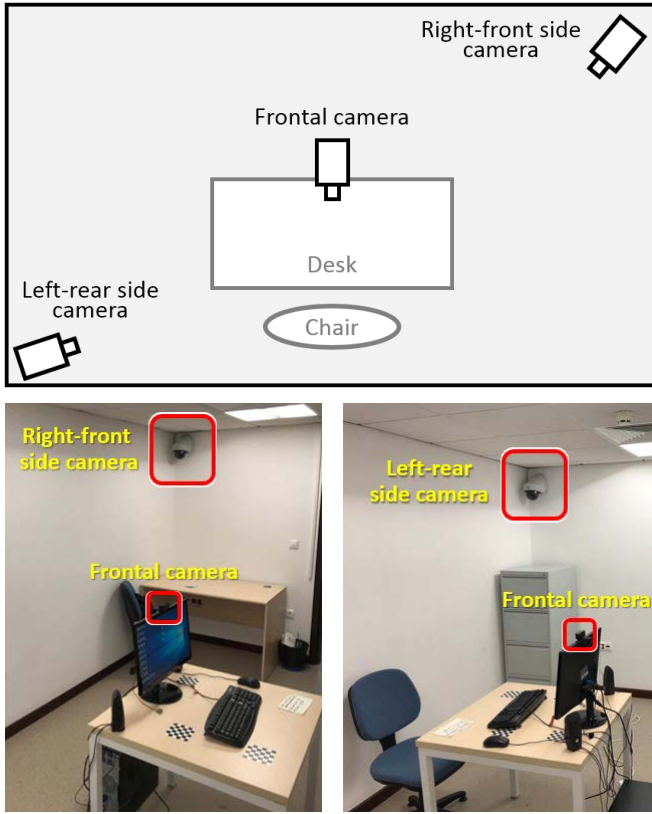 Right-front side
camera
Frontal camera
Desk
Left-rear side
camera
Chair
Right-front
side camera
Frontal camera
Left-rear
side camera
Frontal camera